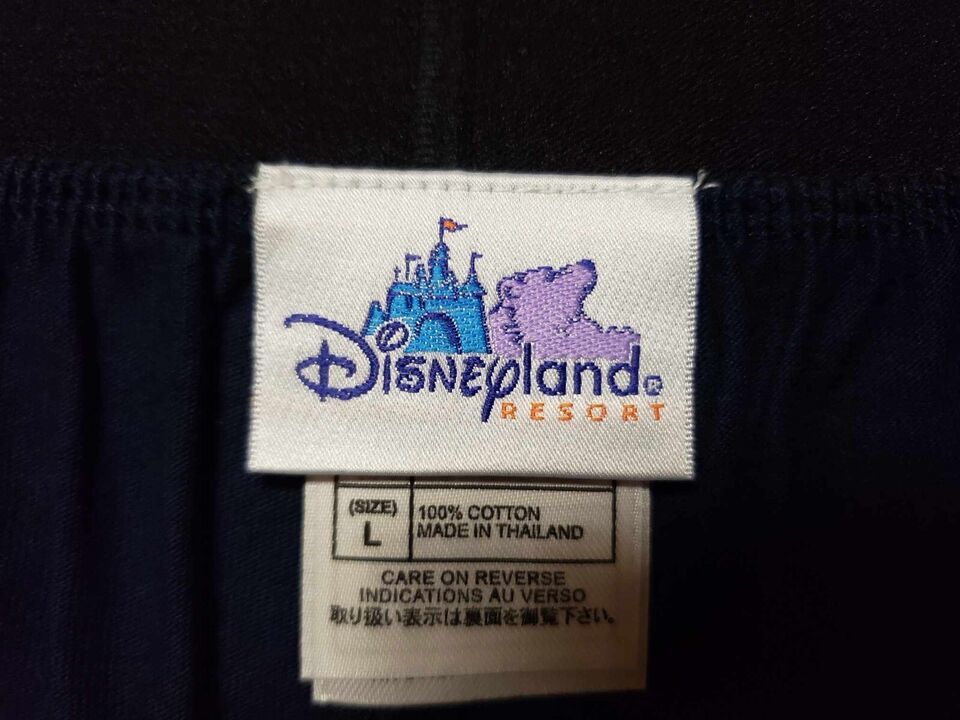 Disneyland®
RESORT
(SIZE)
L
100% COTTON
MADE IN THAILAND
CARE ON REVERSE
INDICATIONS AU VERSO
取り扱い表示は裏面を御覧下さい。